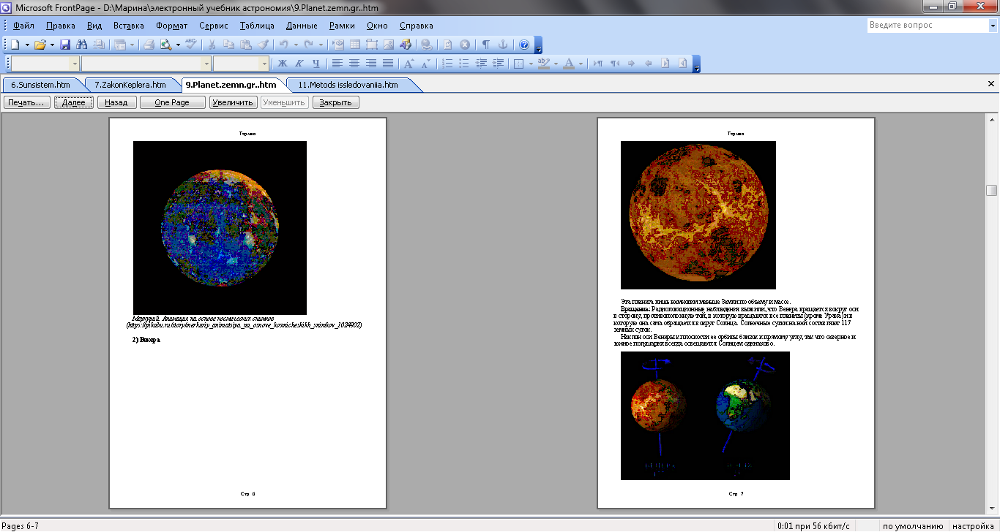 Microsoft FrontPage - D:\Марина\электронный учебник астрономия\9.Planet.zemn.gr..htm
Файл Правка Вид Вставка Формат Сервис Таблица Данные Рамки Окно Справка
Введите вопрос
6.Sunsistem.htm 7.ZakonKeplera.htm 9.Planet.zemn.gr..htm 11.Metods issledovaniia.htm
Печать... Далее Назад One Page Увеличить Уменьшить Закрыть
Меркурий. Анимация на основе космических снимков
(https://pikabu.ru/story/merkuriy_animatsiya_na_osnove_kosmicheskikh_snimkov_1024902)
2) Венера
Стр. 6
Эта планета лишь немногим меньше Земли по объему и массе.
Вращение: Радиолокационные наблюдения выявили, что Венера вращается вокруг оси
в сторону, противоположную той, в которую вращаются все планеты (кроме Урана) и в
которую она сама обращается вокруг Солнца. Солнечные сутки на ней составляют 117
земных суток.
Наклон оси Венеры к плоскости ее орбиты близок к прямому углу, так что северное и
южное полушария всегда освещаются Солнцем одинаково.
Стр. 7
Pages 6-7
0:01 при 56 кбит/с по умолчанию настройка